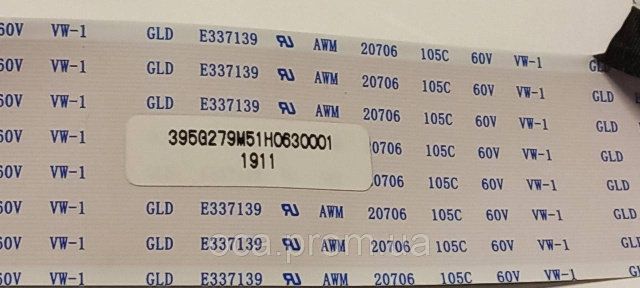 60V VW-1 GLD E337139 AWM 20706 105C 60V VW-1
60V VW-1 GLD E337139 AWM 20706 105C 60V VW-1 GLD
60V VW-1 GLD E337139 AWM 20706 105C 60V VW-1 GLD
60V VW-1 20706 105C 60V VW-1 GLD
395G279M51H0630001
1911
60V VW-1 0706 105C 60V VW-1 GLD
60V VW-1 GLD E337139 AWM 20706 105C 60V VW-1 GLD
60V VW-1 GLD E337139 AWM 20706 105C 60V VW-1 GLD
60V VW-1 GLD E337139 AWM 20706 105C 60V VW-1
cca.prom.ua